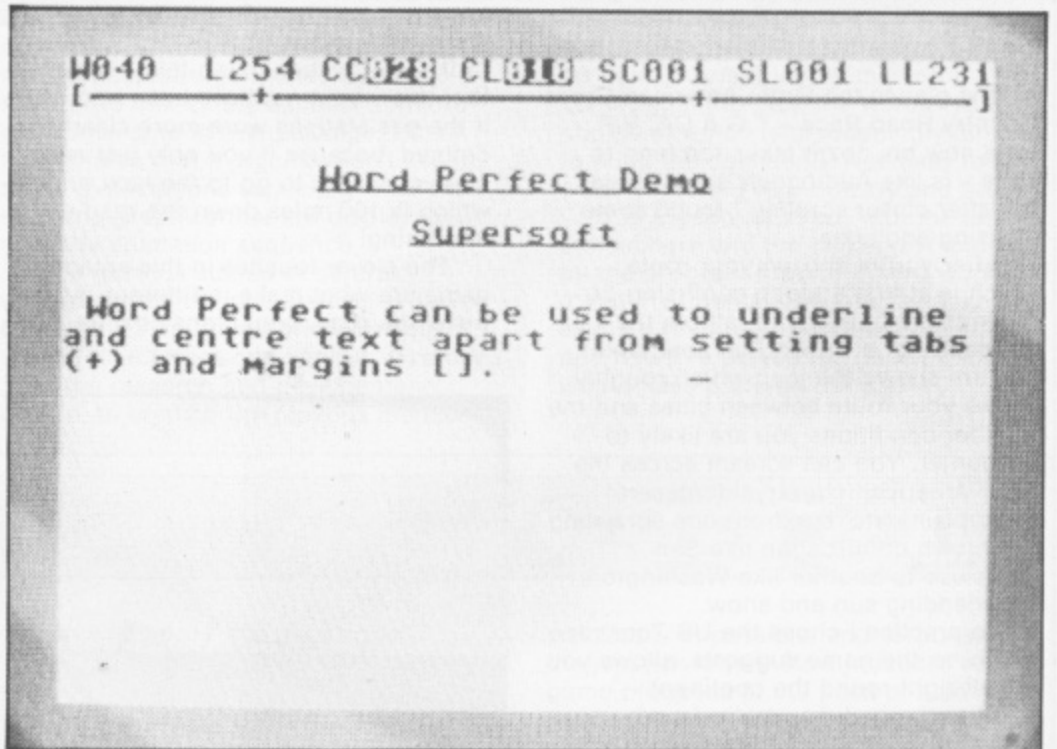 W040 L254 CC028 CL010 SC001 SL001 LL231
[--------+--------------------+------------]
Word Perfect Demo
Supersoft
Word Perfect can be used to underline
and centre text apart from setting tabs
(+) and margins [].